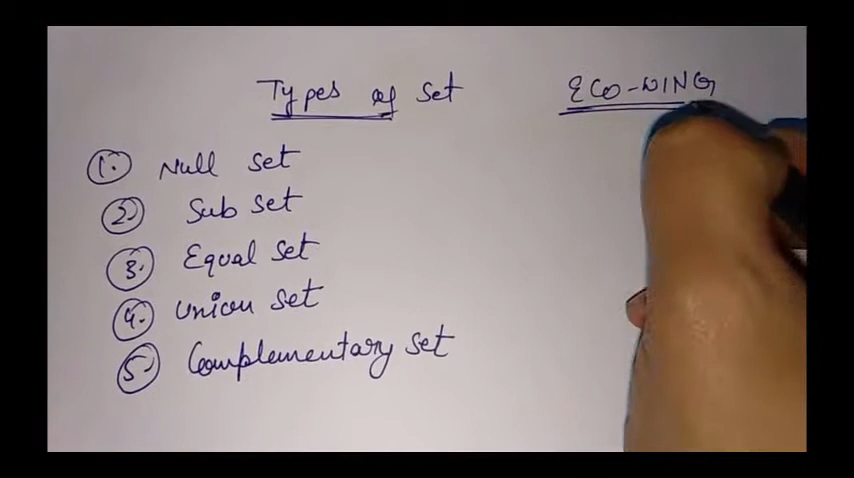 Types of Set
ECO-WING
1. Null set
2. Sub set
3. Equal set
4. Union set
5. Complementary set